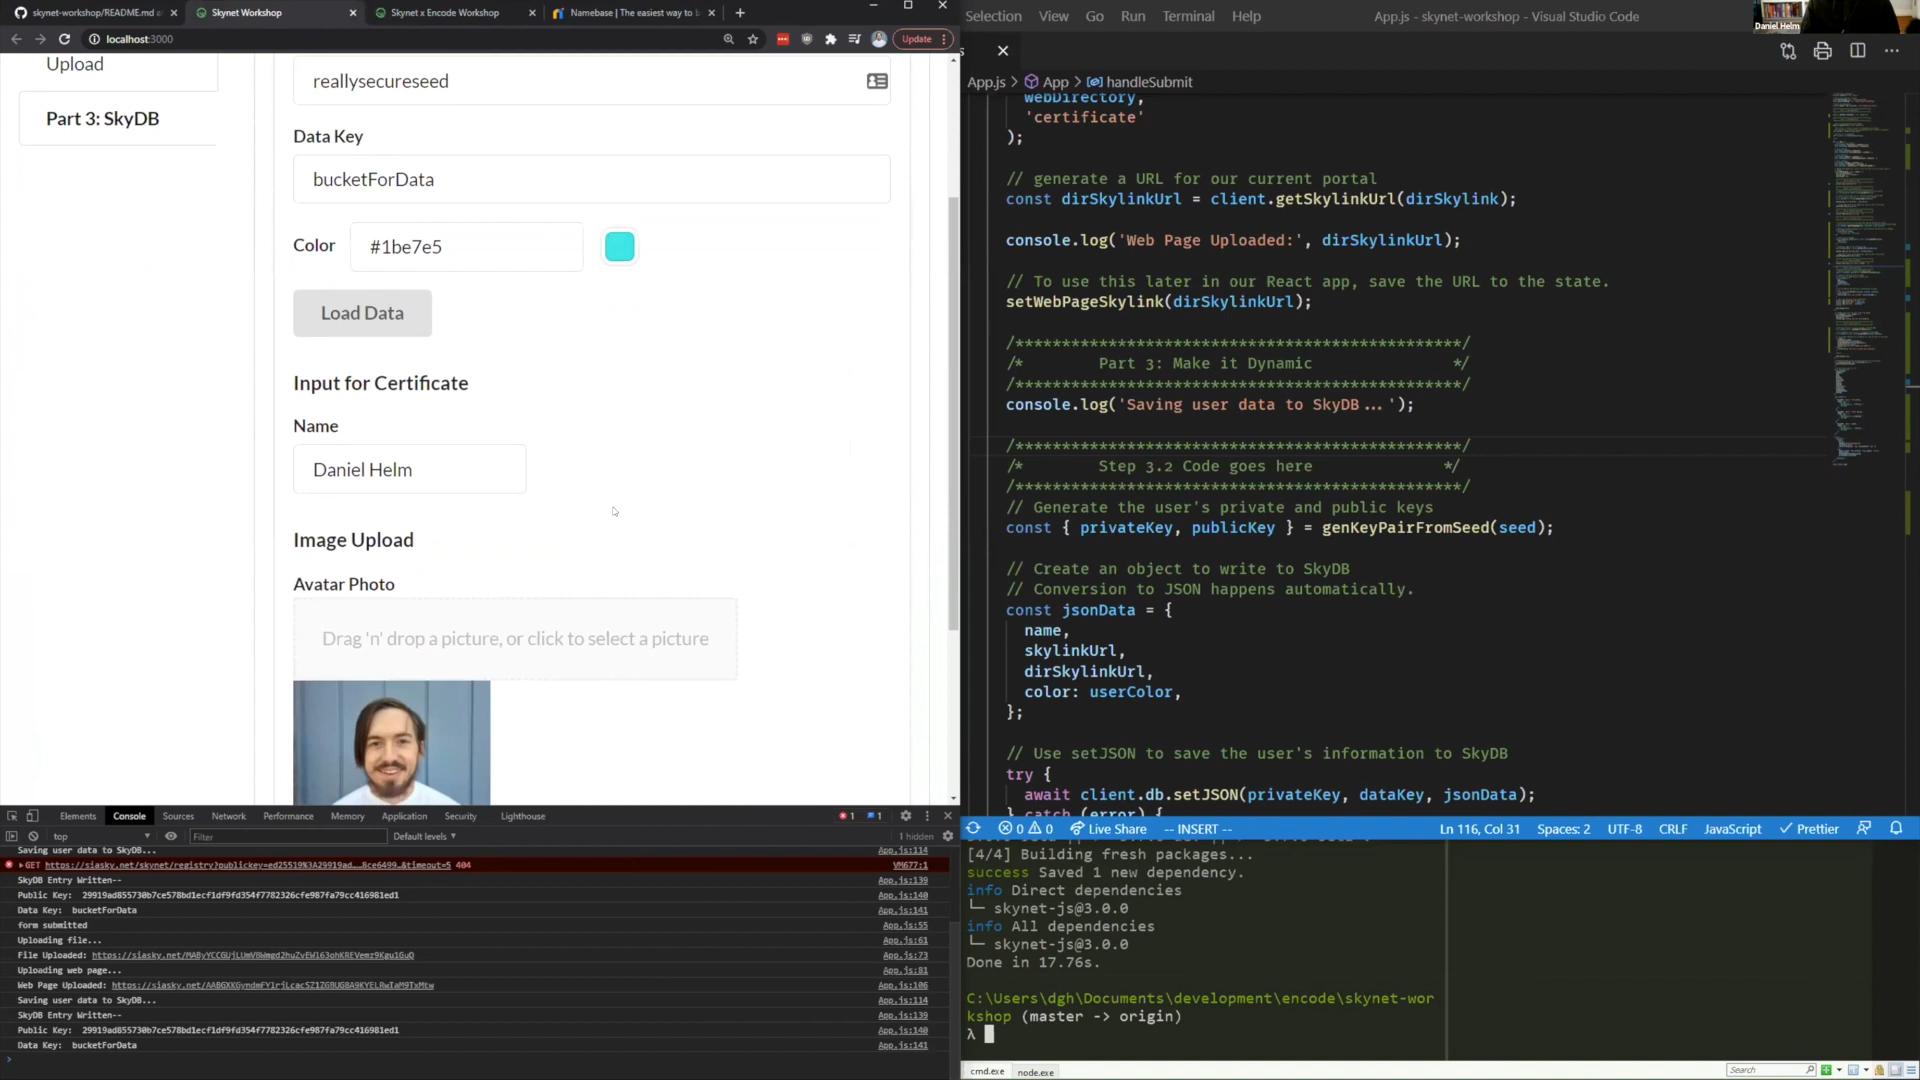 skynet-workshop/README.md a
Skynet Workshop
Skynet x Encode Workshop
Namebase | The easiest way to b
localhost:3000
Update
Upload
Part 3: SkyDB
reallysecureseed
Data Key
bucketForData
Color
#1be7e5
Load Data
Input for Certificate
Name
Daniel Helm
Image Upload
Avatar Photo
Drag 'n' drop a picture, or click to select a picture
Elements Console Sources Network Performance Memory Application Security Lighthouse
1 1
top Filter Default levels 1 hidden
Saving user data to SkyDB... App.js:114
GET https://siasky.net/skynet/registry?publickey=ed25519%3A29919ad…8ce6499…&timeout=5 404 VM677:1
SkyDB Entry Written-- App.js:139
Public Key: 29919ad855730b7ce578bd1ecf1df9fd354f7782326cfe987fa79cc416981ed1 App.js:140
Data Key: bucketForData App.js:141
form submitted App.js:55
Uploading file... App.js:61
File Uploaded: App.js:73
Uploading web page... App.js:81
Web Page Uploaded: App.js:106
Saving user data to SkyDB... App.js:114
SkyDB Entry Written-- App.js:139
Public Key: 29919ad855730b7ce578bd1ecf1df9fd354f7782326cfe987fa79cc416981ed1 App.js:140
Data Key: bucketForData App.js:141
Selection View Go Run Terminal Help App.js - skynet-workshop - Visual Studio Code
Daniel Helm
App.js > App > handleSubmit
webDirectory,
'certificate'
);
// generate a URL for our current portal
const dirSkylinkUrl = client.getSkylinkUrl(dirSkylink);
console.log('Web Page Uploaded:', dirSkylinkUrl);
// To use this later in our React app, save the URL to the state.
setWebPageSkylink(dirSkylinkUrl);
/*******************************************/
/* Part 3: Make it Dynamic */
/*******************************************/
console.log('Saving user data to SkyDB...');
/*******************************************/
/* Step 3.2 Code goes here */
/*******************************************/
// Generate the user's private and public keys
const { privateKey, publicKey } = genKeyPairFromSeed(seed);
// Create an object to write to SkyDB
// Conversion to JSON happens automatically.
const jsonData = {
name,
skylinkUrl,
dirSkylinkUrl,
color: userColor,
};
// Use setJSON to save the user's information to SkyDB
try {
await client.db.setJSON(privateKey, dataKey, jsonData);
} catch (error) {
0 0 Live Share -- INSERT -- Ln 116, Col 31 Spaces: 2 UTF-8 CRLF JavaScript Prettier
[4/4] Building fresh packages...
success Saved 1 new dependency.
info Direct dependencies
└─ skynet-js@3.0.0
info All dependencies
└─ skynet-js@3.0.0
Done in 17.76s.
C:\Users\dgh\Documents\development\encode\skynet-wor
kshop (master -> origin)
λ
cmd.exe node.exe
Search